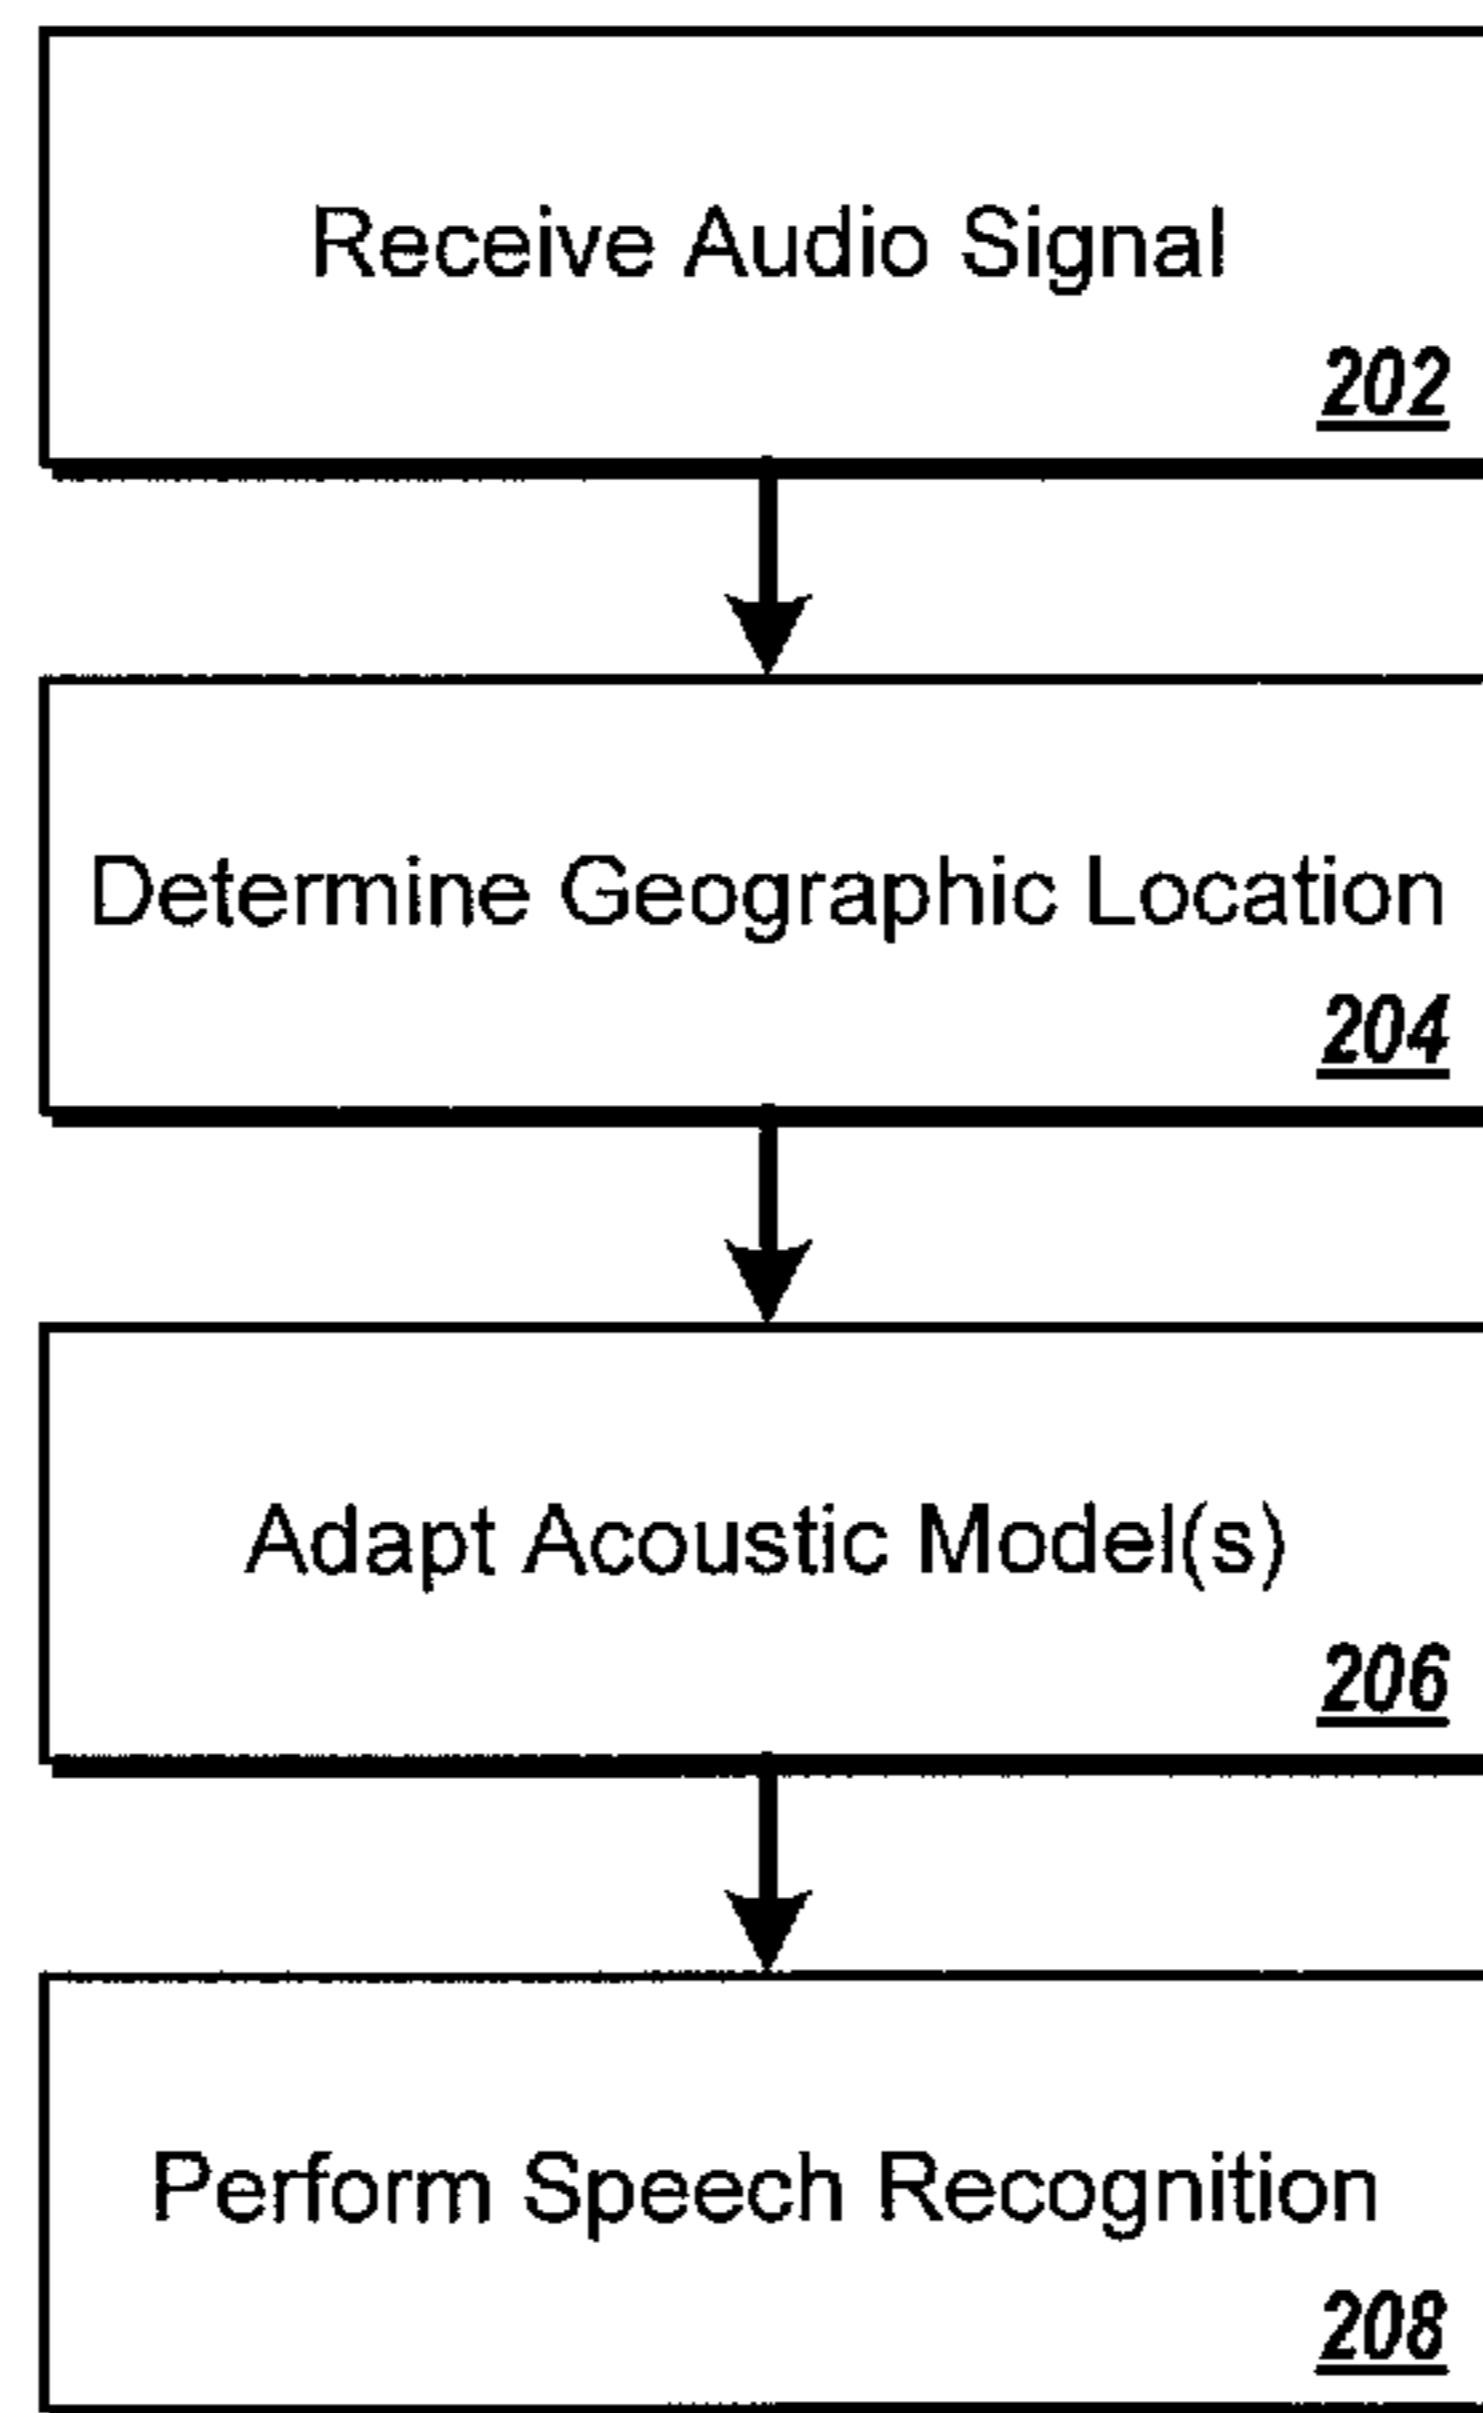 Receive Audio Signal
202
Determine Geographic Location
204
Adapt Acoustic Model(s)
206
Perform Speech Recognition
208